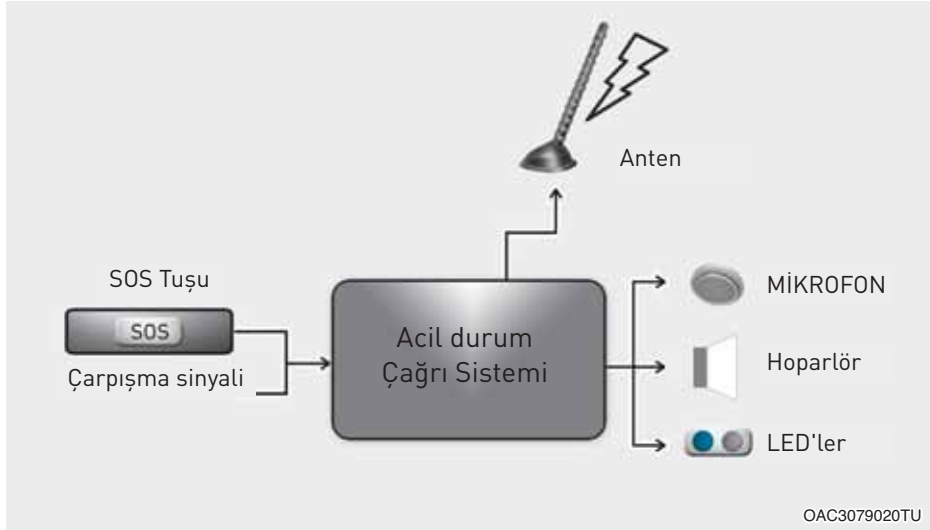 Anten
SOS Tuşu
SOS
Çarpışma sinyali
Acil durum
Çağrı Sistemi
MİKROFON
Hoparlör
LED'ler
OAC3079020TU